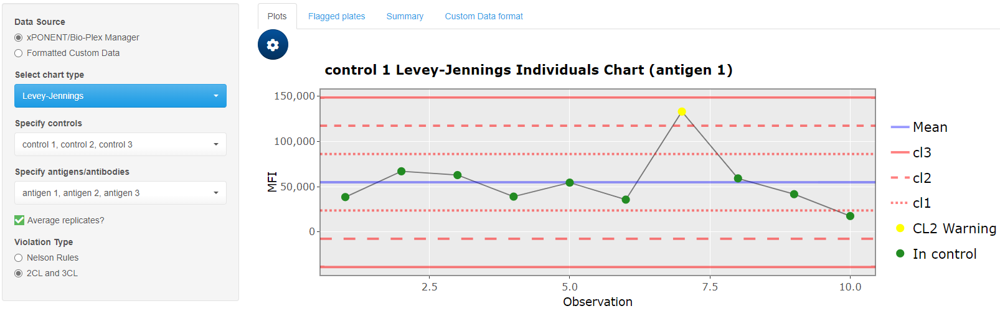 Data Source
xPONENT/Bio-Plex Manager
Formatted Custom Data
Select chart type
Levey-Jennings
Specify controls
control 1, control 2, control 3
Specify antigens/antibodies
antigen 1, antigen 2, antigen 3
Average replicates?
Violation Type
Nelson Rules
2CL and 3CL
Plots
Flagged plates
Summary
Custom Data format
control 1 Levey-Jennings Individuals Chart (antigen 1)
MFI
150,000
100,000
50,000
0
2.5
5.0
7.5
10.0
Observation
Mean
cl3
cl2
cl1
CL2 Warning
In control